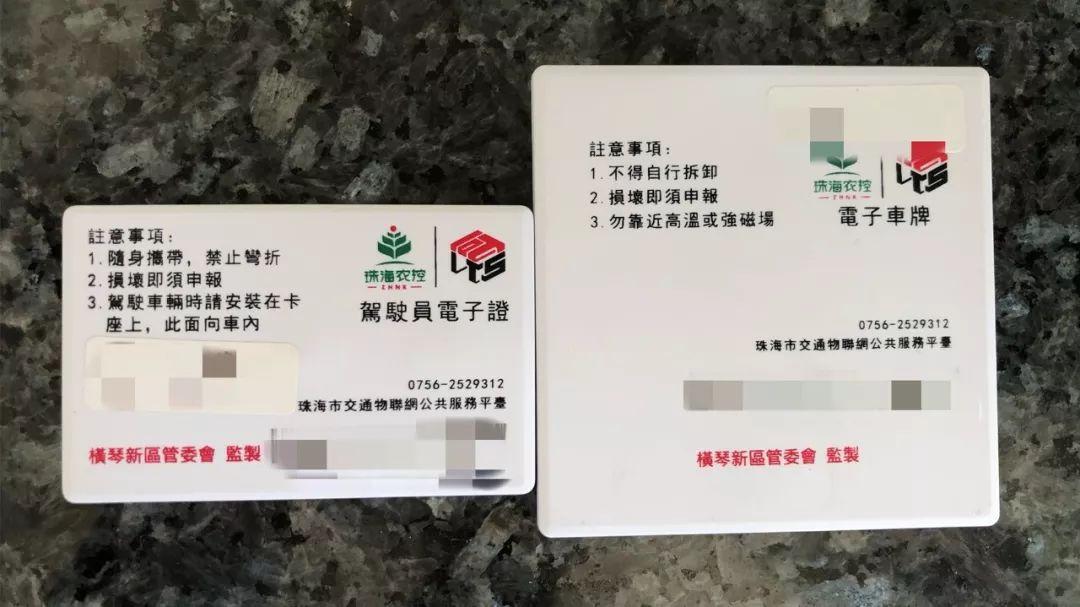 註意事項:
1.隨身攜帶，禁止彎折
2.損壞即須申報
3.駕駛車輛時請安裝在卡
座上，此面向車內
珠海农控
ZHNK
LTS
駕駛員電子證
0756-2529312
珠海市交通物聯網公共服務平臺
橫琴新區管委會 監製
註意事項:
1.不得自行拆卸
2.損壞即須申報
3.勿靠近高溫或強磁場
珠海农控
ZHNK
LTS
電子車牌
0756-2529312
珠海市交通物聯網公共服務平臺
橫琴新區管委會 監製